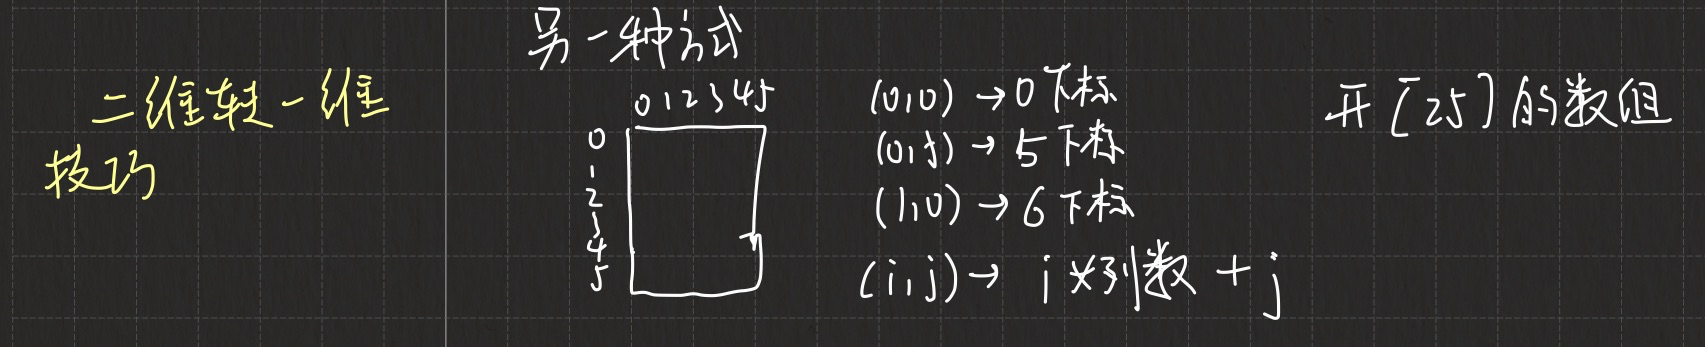 二维转一维
技巧
另一种方式
0 1 2 3 4 5
0
1
2
3
4
5
(0,0) → 0 下标
(0,5) → 5 下标
(1,0) → 6 下标
(i,j) → i * 列数 + j
开 [25] 的数组